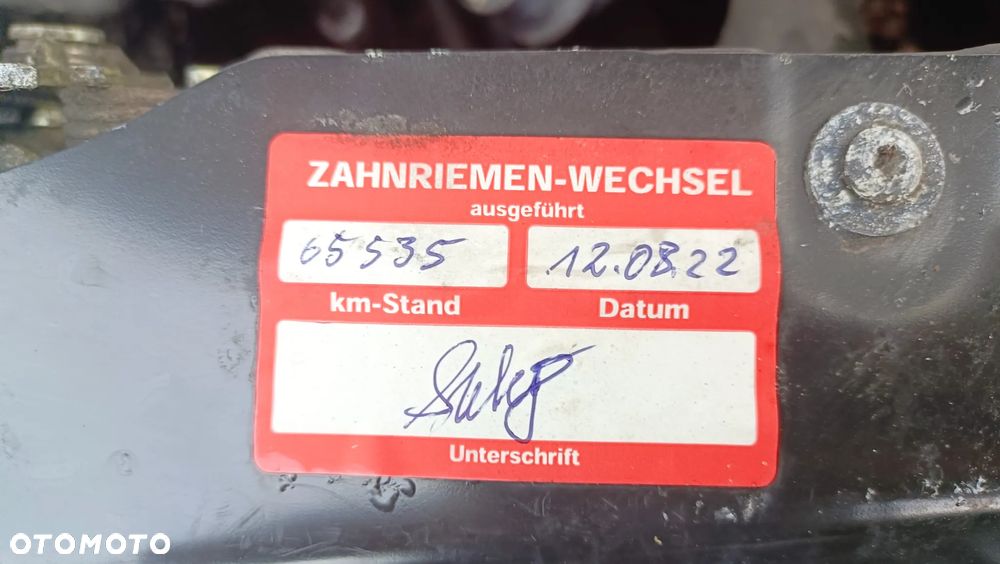 ZAHNRIEMEN-WECHSEL
ausgeführt
65535 12.08.22
km-Stand Datum
Unterschrift
OTOMOTO